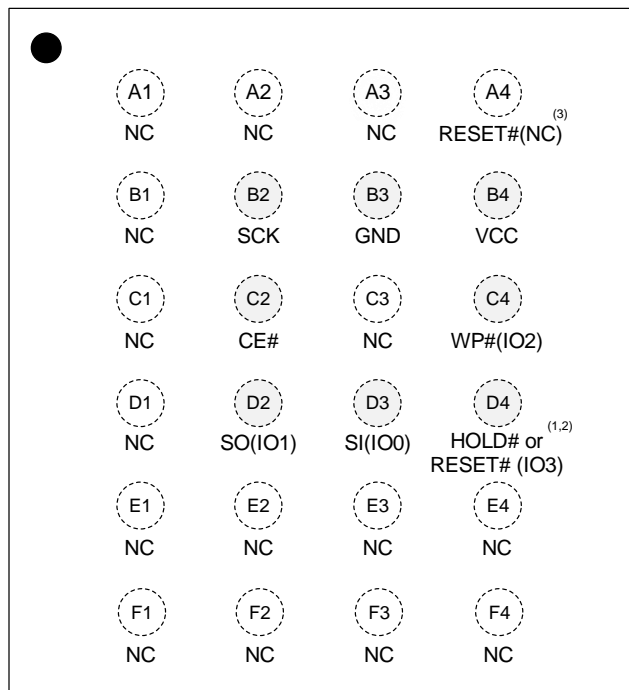 A1 A2 A3 A4
NC NC NC RESET#(NC) (3)
B1 B2 B3 B4
NC SCK GND VCC
C1 C2 C3 C4
NC CE# NC WP#(IO2)
D1 D2 D3 D4
NC SO(IO1) SI(IO0) HOLD# or (1,2)
RESET# (IO3)
E1 E2 E3 E4
NC NC NC NC
F1 F2 F3 F4
NC NC NC NC